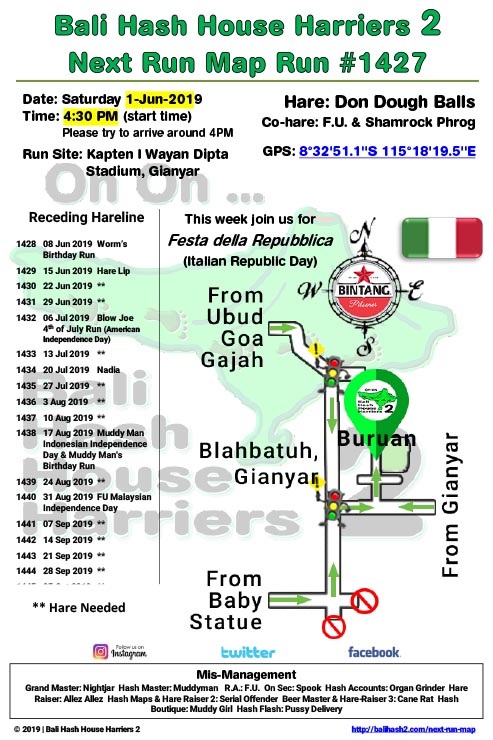 Bali Hash House Harriers 2
Next Run Map Run #1427
Date: Saturday 1-Jun-2019
Time: 4:30 PM (start time)
Please try to arrive around 4PM
Run Site: Kapten I Wayan Dipta
Stadium, Gianyar
Hare: Don Dough Balls
Co-hare: F.U. & Shamrock Phrog
GPS: 8°32'51.1"S 115°18'19.5"E
On On ...
Receding Hareline
1428 08 Jun 2019 Worm's
Birthday Run
1429 15 Jun 2019 Hare Lip
1430 22 Jun 2019 **
1431 29 Jun 2019 **
1432 06 Jul 2019 Blow Joe
4th of July Run (American
Independence Day)
1433 13 Jul 2019 **
1434 20 Jul 2019 Nadia
1435 27 Jul 2019 **
1436 3 Aug 2019 **
1437 10 Aug 2019 **
1438 17 Aug 2019 Muddy Man
Indonesian Independence
Day & Muddy Man's
Birthday Run
1439 24 Aug 2019 **
1440 31 Aug 2019 FU Malaysian
Independence Day
1441 07 Sep 2019 **
1442 14 Sep 2019 **
1443 21 Sep 2019 **
1444 28 Sep 2019 **
** Hare Needed
Bali
Hash
House
Harriers 2
This week join us for
Festa della Repubblica
(Italian Republic Day)
N
W
E
S
BINTANG
Pilsener
From
Ubud
Goa
Gajah
ON ON
Bali
Hash
House
Harriers 2
Buruan
Blahbatuh,
Gianyar
From Gianyar
From
Baby
Statue
Follow us on
Instagram
twitter
facebook
Mis-Management
Grand Master: Nightjar Hash Master: Muddyman R.A.: F.U. On Sec: Spook Hash Accounts: Organ Grinder Hare
Raiser: Allez Allez Hash Maps & Hare Raiser 2: Serial Offender Beer Master & Hare-Raiser 3: Cane Rat Hash
Boutique: Muddy Girl Hash Flash: Pussy Delivery
© 2019 | Bali Hash House Harriers 2
http://balihash2.com/next-run-map